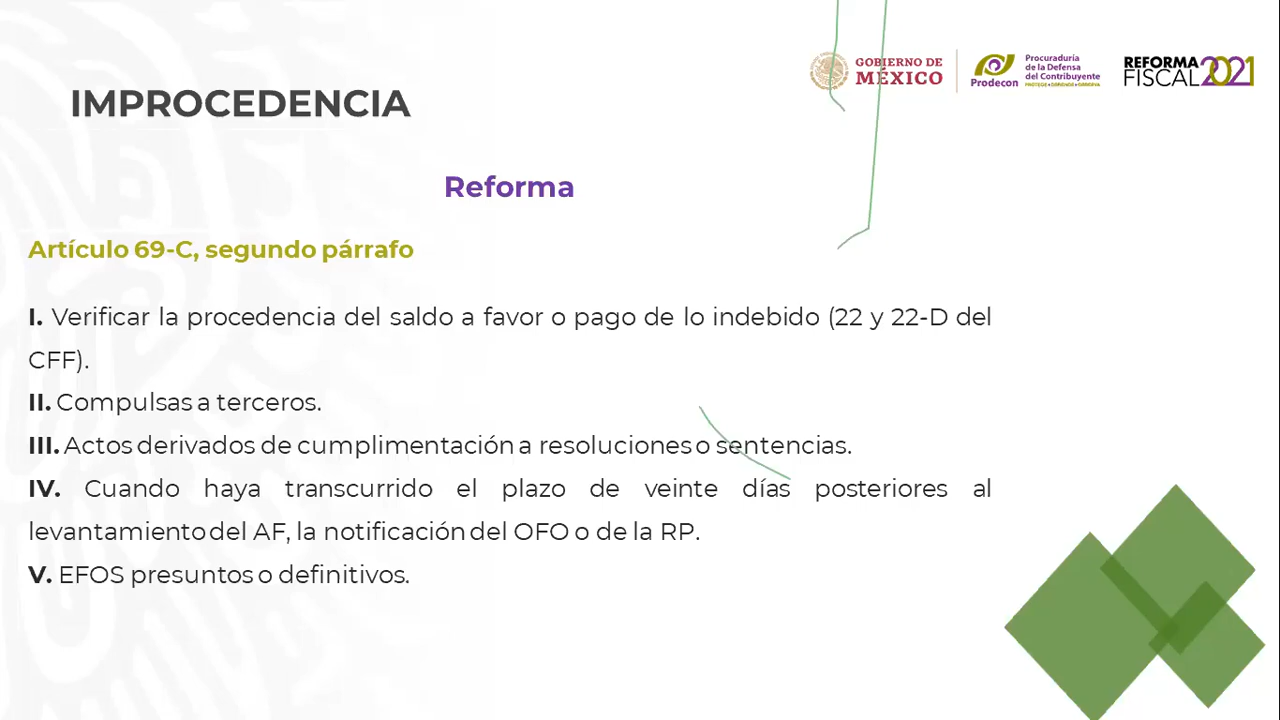 GOBIERNO DE
MÉXICO
Prodecon
Procuraduría
de la Defensa
del Contribuyente
PROTEGE • DEFIENDE • OBSERVA
REFORMA
FISCAL 2021
IMPROCEDENCIA
Reforma
Artículo 69-C, segundo párrafo
I. Verificar la procedencia del saldo a favor o pago de lo indebido (22 y 22-D del
CFF).
II. Compulsas a terceros.
III. Actos derivados de cumplimentación a resoluciones o sentencias.
IV. Cuando haya transcurrido el plazo de veinte días posteriores al
levantamiento del AF, la notificación del OFO o de la RP.
V. EFOS presuntos o definitivos.